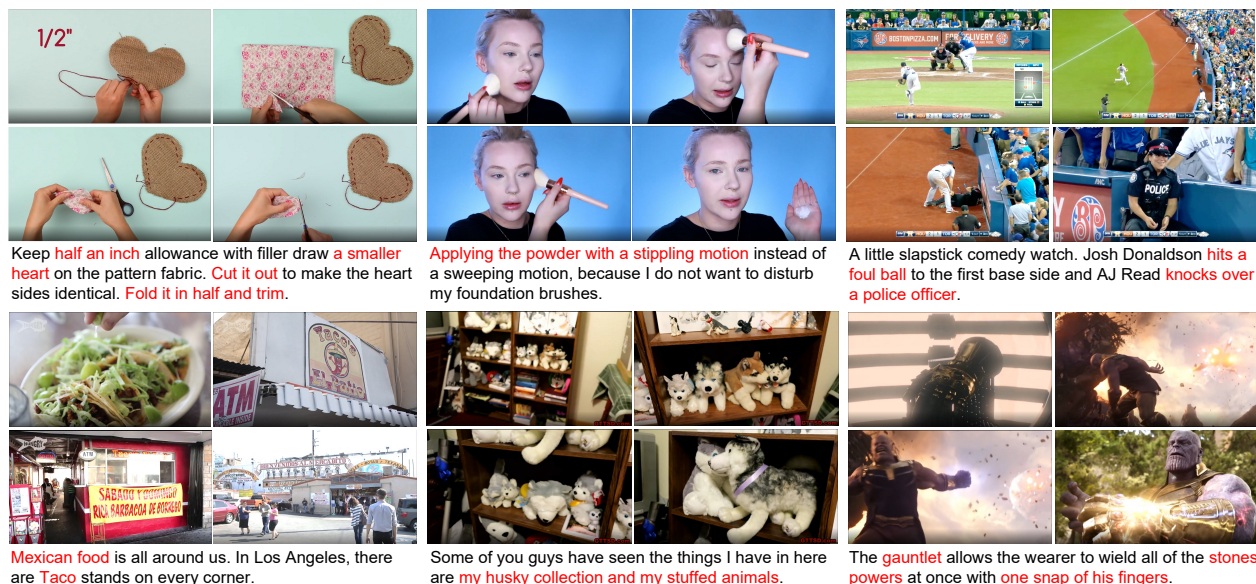 1/2"
BOSTONPIZZA.COM
FOR DELIVERY
POLICE
Keep half an inch allowance with filler draw a smaller
heart on the pattern fabric. Cut it out to make the heart
sides identical. Fold it in half and trim.
Applying the powder with a stippling motion instead of
a sweeping motion, because I do not want to disturb
my foundation brushes.
A little slapstick comedy watch. Josh Donaldson hits a
foul ball to the first base side and AJ Read knocks over
a police officer.
ATM
ATM
SABADO Y DOMINGO
RICA BARBACOA DE BORREGO
Mexican food is all around us. In Los Angeles, there
are Taco stands on every corner.
Some of you guys have seen the things I have in here
are my husky collection and my stuffed animals.
The gauntlet allows the wearer to wield all of the stones
powers at once with one snap of his fingers.